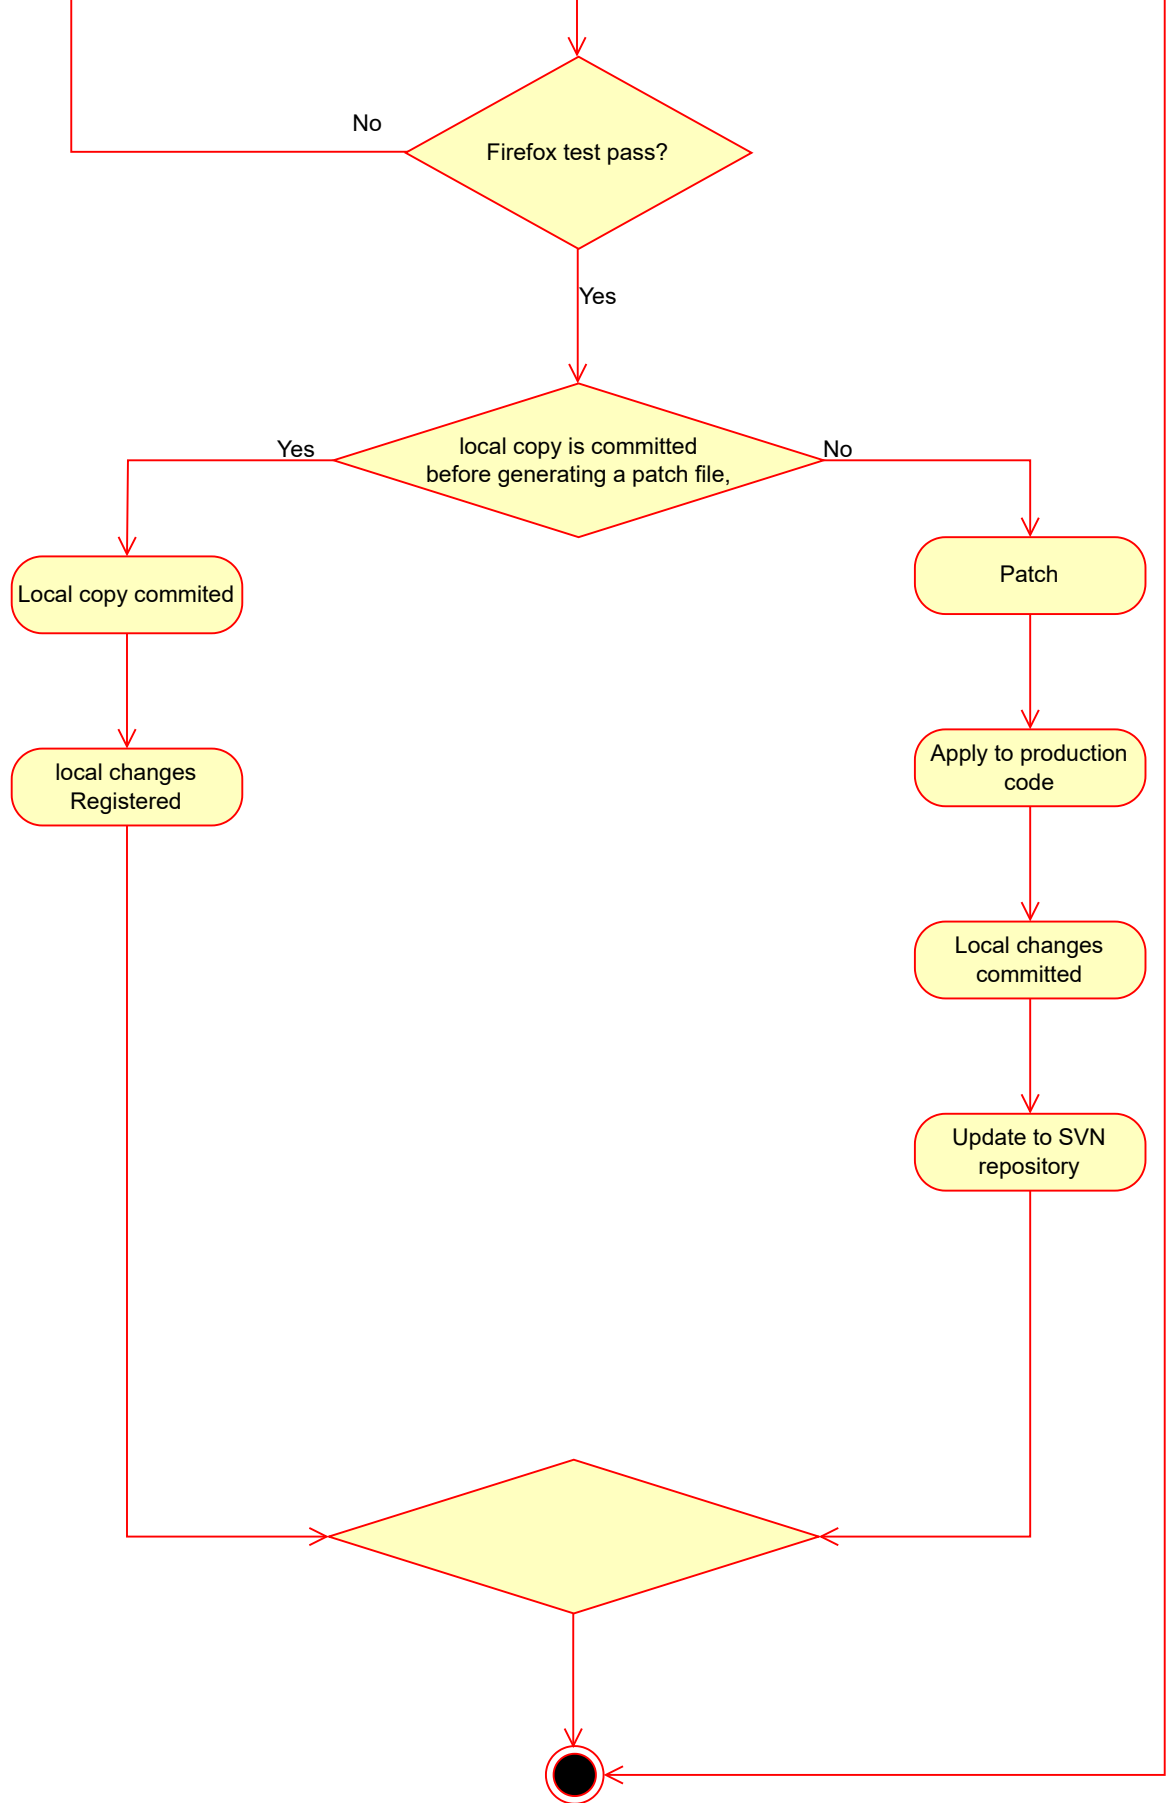 No
Firefox test pass?
Yes
Yes
local copy is committed
before generating a patch file,
No
Local copy commited
Patch
local changes
Registered
Apply to production
code
Local changes
committed
Update to SVN
repository